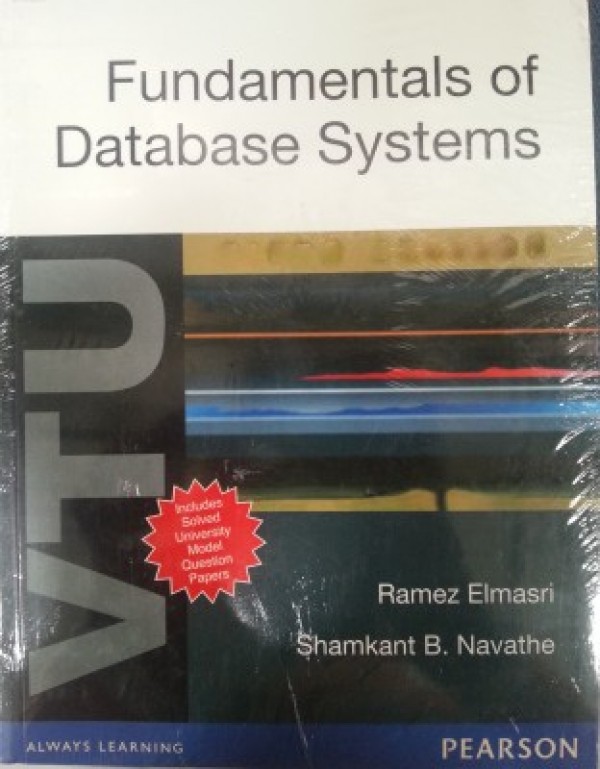 Fundamentals of
Database Systems
VTU
Includes
Solved
University
Model
Question
Papers
Ramez Elmasri
Shamkant B. Navathe
ALWAYS LEARNING
PEARSON